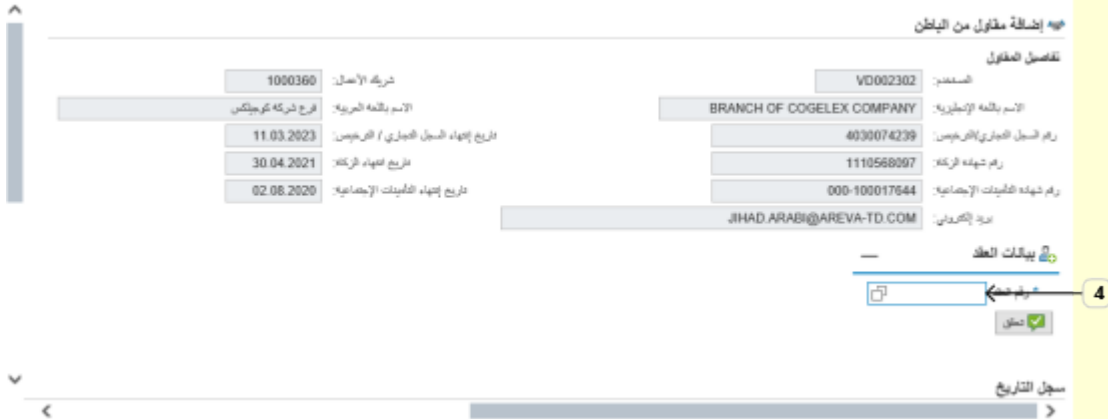 إضافة مقاول من الباطن
تفاصيل المقاول
المستخدم: VD002302 شريك الأعمال: 1000360
الاسم باللغة الإنجليزية: BRANCH OF COGELEX COMPANY الاسم باللغة العربية: فرع شركة كوجيلكس
رقم السجل التجاري/الترخيص: 4030074239 تاريخ إنتهاء السجل التجاري / الترخيص: 11.03.2023
رقم شهادة الزكاة: 1110568097 تاريخ انتهاء الزكاة: 30.04.2021
رقم شهادة التأمينات الإجتماعية: 000-100017644 تاريخ إنتهاء التأمينات الإجتماعية: 02.08.2020
بريد إلكتروني: JIHAD.ARABI@AREVA-TD.COM
بيانات العقد
* رقم 4
تحقق
سجل التاريخ